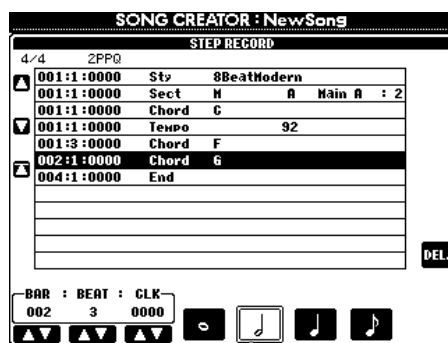 SONG CREATOR : NewSong
STEP RECORD
4/4 2PPQ
001:1:0000 Sty 8BeatModern
001:1:0000 Sect M A Main A : 2
001:1:0000 Chord C
001:1:0000 Tempo 92
001:3:0000 Chord F
002:1:0000 Chord G
004:1:0000 End
DEL.
BAR : BEAT : CLK
002 3 0000